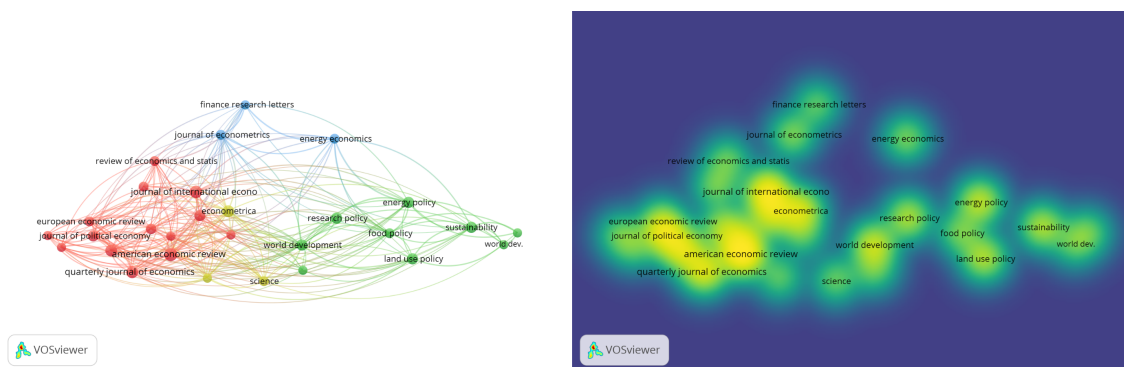 finance research letters
journal of econometrics
energy economics
review of economics and statis
journal of international econo
energy policy
econometrica
research policy
european economic review
sustainability
food policy
journal of political economy
world development
world dev.
american economic review
land use policy
quarterly journal of economics
science
VOSviewer
finance research letters
journal of econometrics
energy economics
review of economics and statis
journal of international econo
energy policy
econometrica
research policy
european economic review
sustainability
food policy
journal of political economy
world development
world dev.
american economic review
land use policy
quarterly journal of economics
science
VOSviewer